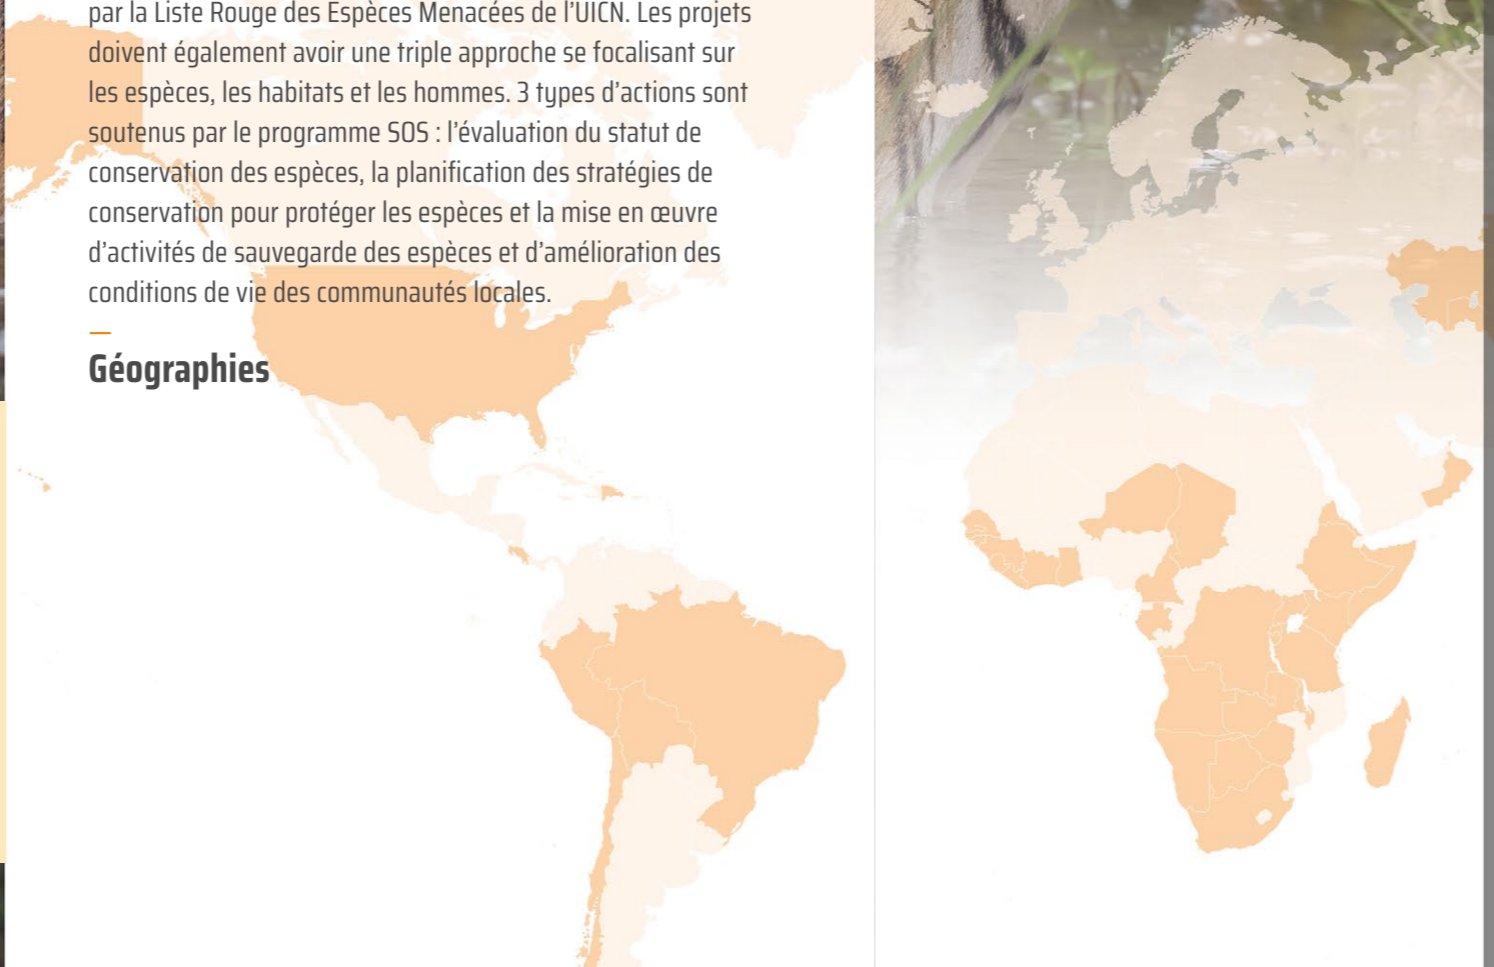 par la Liste Rouge des Espèces Menacées de l’UICN. Les projets
doivent également avoir une triple approche se focalisant sur
les espèces, les habitats et les hommes. 3 types d’actions sont
soutenus par le programme SOS : l’évaluation du statut de
conservation des espèces, la planification des stratégies de
conservation pour protéger les espèces et la mise en œuvre
d’activités de sauvegarde des espèces et d’amélioration des
conditions de vie des communautés locales.
Géographies